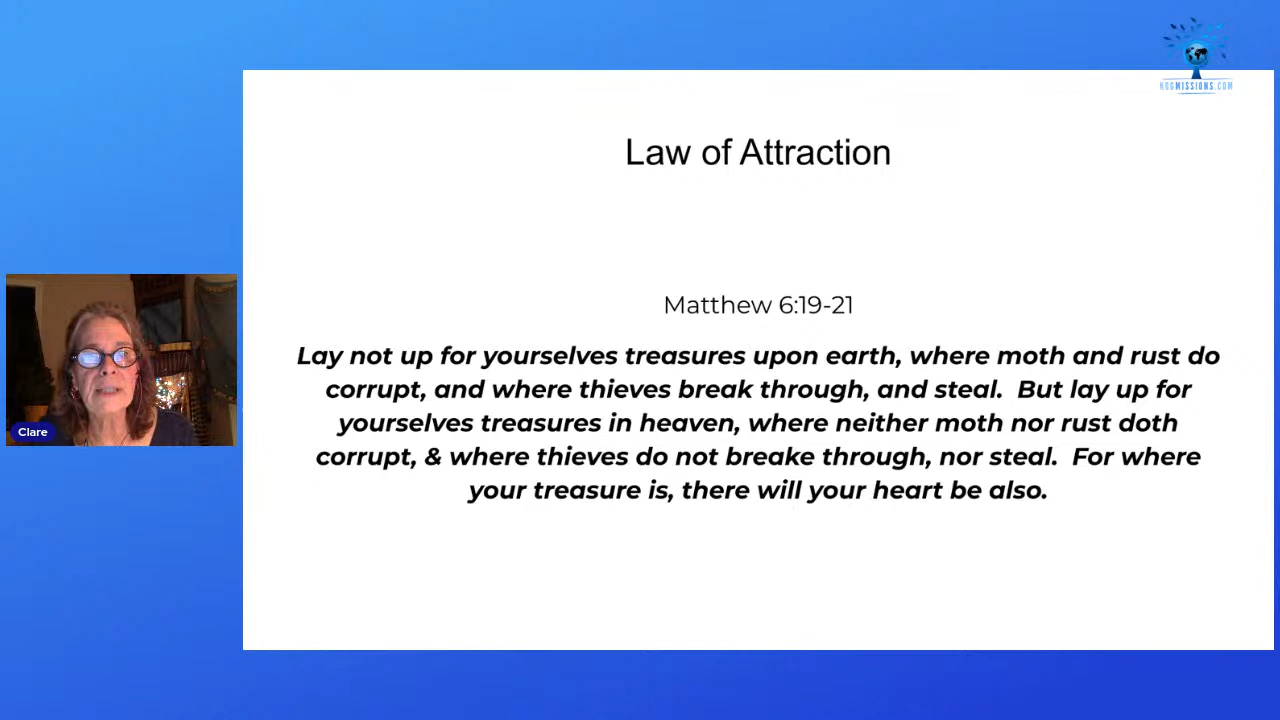 KOGMISSIONS.COM
Law of Attraction
Matthew 6:19-21
Lay not up for yourselves treasures upon earth, where moth and rust do
corrupt, and where thieves break through, and steal.  But lay up for
yourselves treasures in heaven, where neither moth nor rust doth
corrupt, & where thieves do not breake through, nor steal.  For where
your treasure is, there will your heart be also.
Clare